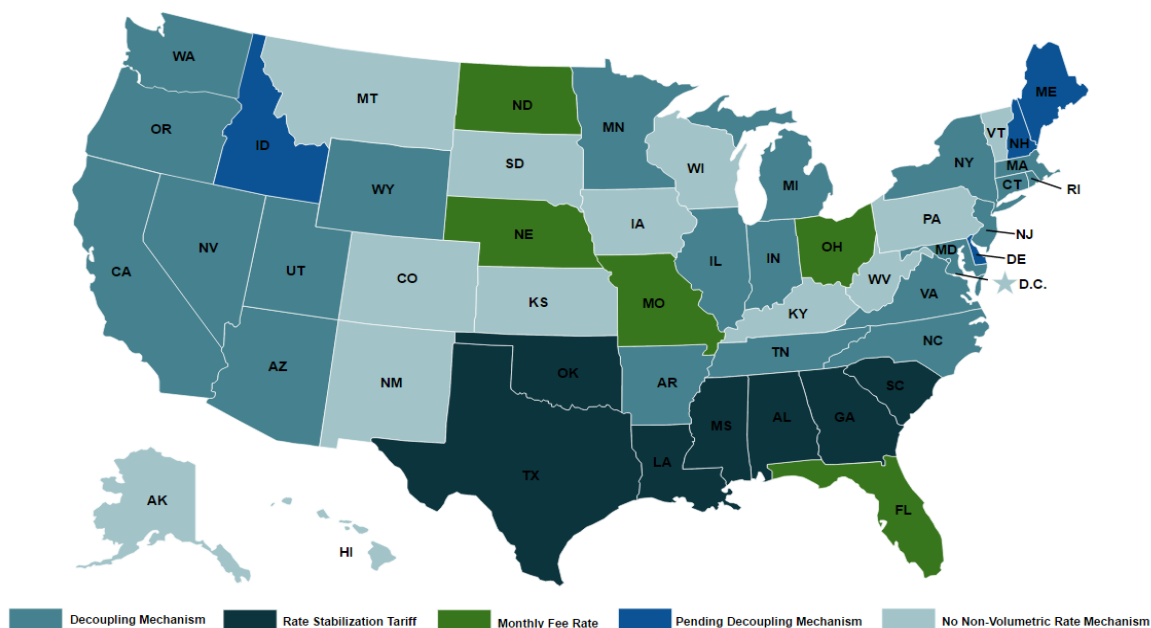 WA
MT
ND
ME
OR
ID
MN
VT
NH
SD
WI
NY
MA
WY
MI
CT
RI
IA
PA
NE
NJ
NV
OH
MD
DE
UT
IL
IN
CA
CO
WV
D.C.
KS
MO
VA
KY
NC
TN
AZ
OK
NM
AR
SC
MS
AL
GA
LA
TX
AK
FL
HI
Decoupling Mechanism
Rate Stabilization Tariff
Monthly Fee Rate
Pending Decoupling Mechanism
No Non-Volumetric Rate Mechanism